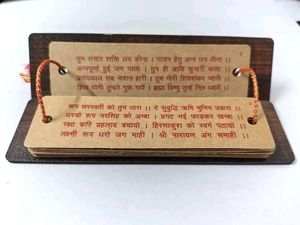 तुम संसार शक्ति लय कीना । पालन हेतु अन्न धन दीना ।
अन्नपूर्णा हुई जग पाला । तुम ही आदि सुन्दरी बाला ।
प्रलयकाल सब नाशन हारी । तुम गौरी शिवशंकर प्यारी ।
शिव योगी तुम्हरे गुण गावें । ब्रह्मा विष्णु तुम्हें नित ध्यावें ।
रूप सरस्वती को तुम धारा । दे सुबुद्धि ऋषि मुनिन उबारा ।
धरयो रूप नरसिंह को अम्बा । प्रगट भई फाड़कर खम्बा ।
रक्षा करि प्रहलाद बचायो । हिरणाकुश को स्वर्ग पठायो
लक्ष्मी रूप धरो जग माहीं । श्री नारायण अंग समाही ।